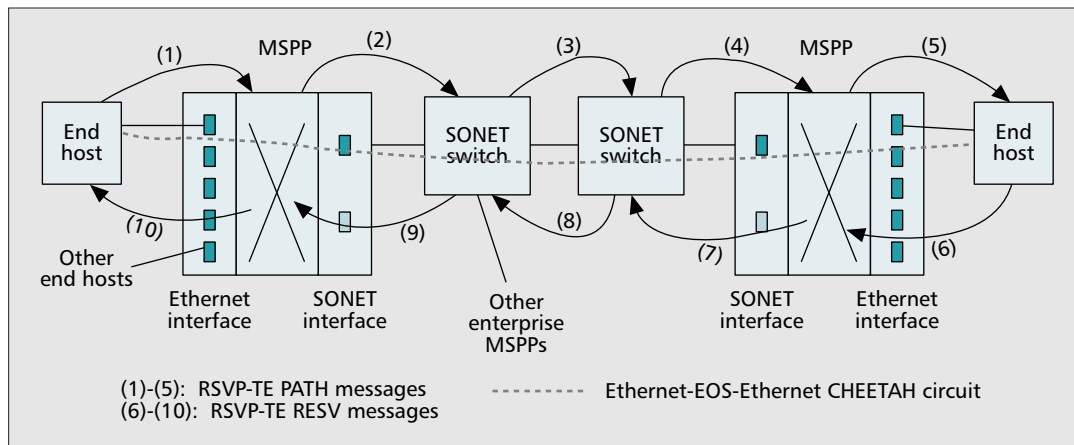 (1)
MSPP
(2)
(3)
(4)
MSPP
(5)
End
host
SONET
switch
SONET
switch
End
host
(10)
(9)
(8)
(7)
(6)
Other
end hosts
Ethernet
interface
SONET
interface
Other
enterprise
MSPPs
SONET
interface
Ethernet
interface
(1)-(5): RSVP-TE PATH messages
(6)-(10): RSVP-TE RESV messages
Ethernet-EOS-Ethernet CHEETAH circuit